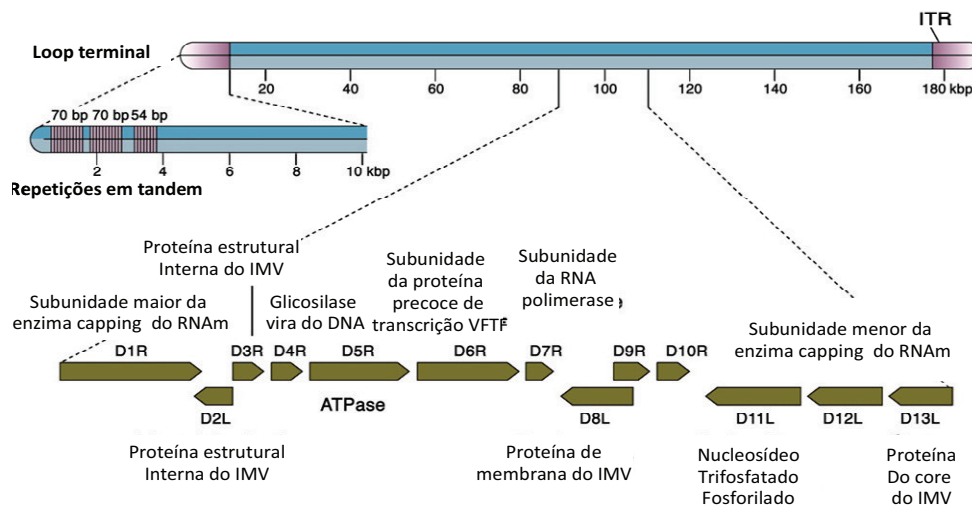 ITR
Loop terminal
20 40 60 80 100 120 140 160 180 kbp
70 bp 70 bp 54 bp
2 4 6 8 10 kbp
Repetições em tandem
Proteína estrutural
Interna do IMV
Subunidade
da proteína
precoce de
transcrição VFTF
Subunidade
da RNA
polimerase
Subunidade maior da
enzima capping do RNAm
Glicosilase
vira do DNA
Subunidade menor da
enzima capping do RNAm
D1R D3R D4R D5R D6R D7R D9R D10R
D2L ATPase D8L D11L D12L D13L
Proteína estrutural
Interna do IMV
Proteína de
membrana do IMV
Nucleosídeo
Trifosfatado
Fosforilado
Proteína
Do core
do IMV